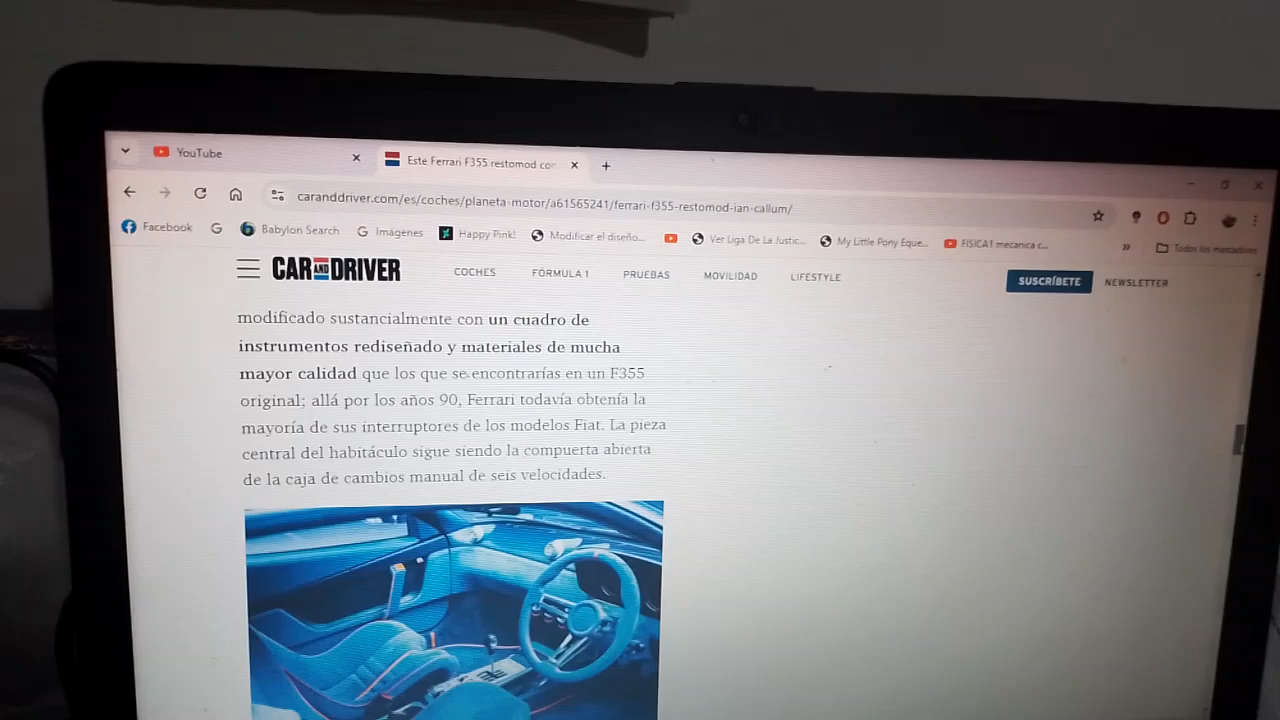 YouTube
Este Ferrari F355 restomod con
caranddriver.com/es/coches/planeta-motor/a61565241/ferrari-f355-restomod-ian-callum/
Facebook
Babylon Search
Imágenes
Happy Pink!
Modificar el diseño...
Ver Liga De La Justic...
My Little Pony Eque...
FISICA1 mecanica c...
»
Todos los marcadores
CAR AND DRIVER
COCHES
FÓRMULA 1
PRUEBAS
MOVILIDAD
LIFESTYLE
SUSCRÍBETE
NEWSLETTER
modificado sustancialmente con un cuadro de
instrumentos rediseñado y materiales de mucha
mayor calidad que los que se encontrarías en un F355
original; allá por los años 90, Ferrari todavía obtenía la
mayoría de sus interruptores de los modelos Fiat. La pieza
central del habitáculo sigue siendo la compuerta abierta
de la caja de cambios manual de seis velocidades.